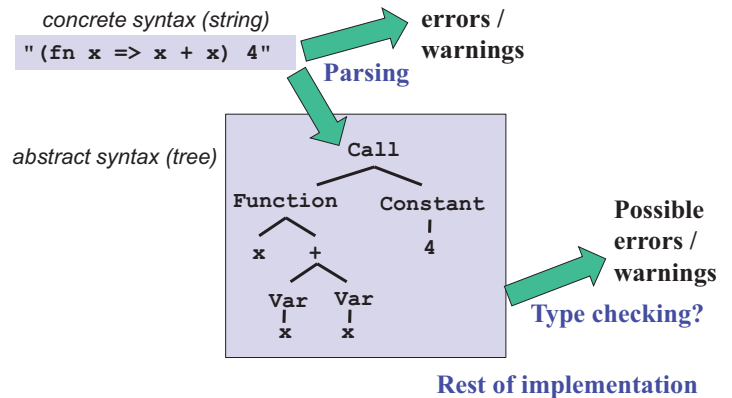 concrete syntax (string)
"(fn x => x + x) 4"
errors /
warnings
Parsing
abstract syntax (tree)
Call
Function Constant
x + 4
Var Var
x x
Possible
errors /
warnings
Type checking?
Rest of implementation